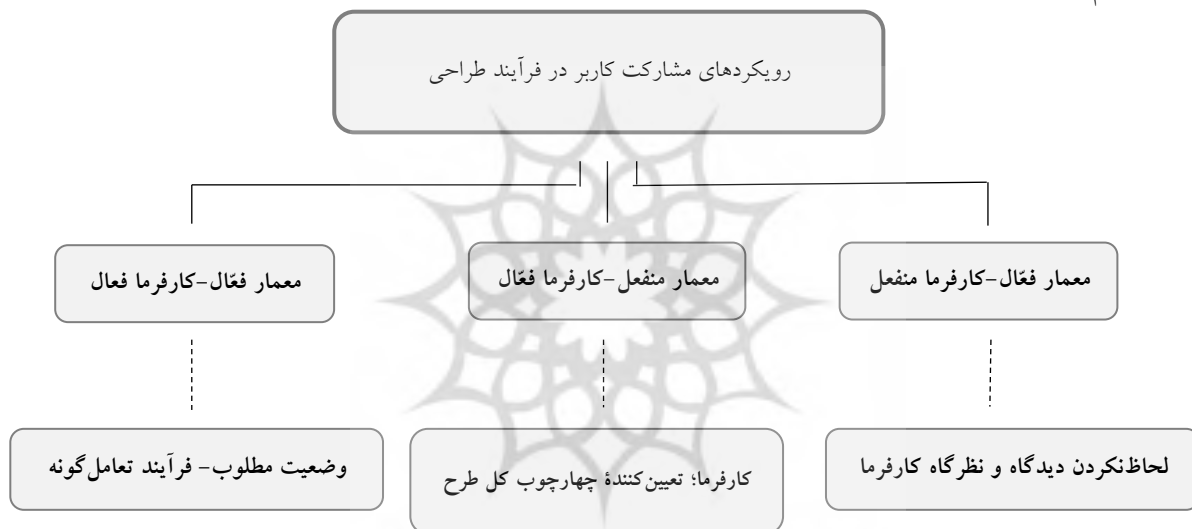 رویکردهای مشارکت کاربر در فرآیند طراحی
معمار فعّال-کارفرما منفعل
معمار منفعل-کارفرما فعّال
معمار فعّال-کارفرما فعال
لحاظ‌نکردن دیدگاه و نظرگاه کارفرما
کارفرما؛ تعیین‌کنندۀ چهارچوب کل طرح
وضعیت مطلوب- فرآیند تعامل‌گونه